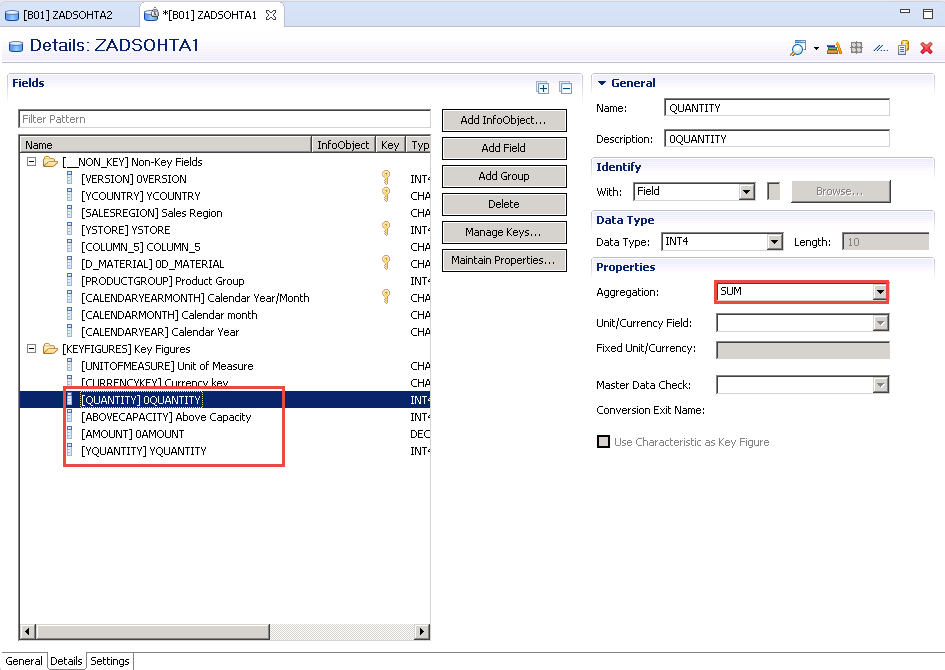 [B01] ZADSOHTA2
*[B01] ZADSOHTA1
Details: ZADSOHTA1
Fields
Filter Pattern
Name InfoObject Key Typ
[__NON_KEY] Non-Key Fields
[VERSION] 0VERSION INT4
[YCOUNTRY] YCOUNTRY CHA
[SALESREGION] Sales Region CHA
[YSTORE] YSTORE INT4
[COLUMN_5] COLUMN_5 CHA
[D_MATERIAL] 0D_MATERIAL CHA
[PRODUCTGROUP] Product Group INT4
[CALENDARYEARMONTH] Calendar Year/Month CHA
[CALENDARMONTH] Calendar month CHA
[CALENDARYEAR] Calendar Year CHA
[KEYFIGURES] Key Figures
[UNITOFMEASURE] Unit of Measure CHA
[CURRENCYKEY] Currency key CHA
[QUANTITY] 0QUANTITY INT4
[ABOVECAPACITY] Above Capacity INT4
[AMOUNT] 0AMOUNT DEC
[YQUANTITY] YQUANTITY INT4
Add InfoObject...
Add Field
Add Group
Delete
Manage Keys...
Maintain Properties...
General
Name: QUANTITY
Description: 0QUANTITY
Identify
With: Field Browse...
Data Type
Data Type: INT4 Length: 10
Properties
Aggregation: SUM
Unit/Currency Field:
Fixed Unit/Currency:
Master Data Check:
Conversion Exit Name:
Use Characteristic as Key Figure
General Details Settings